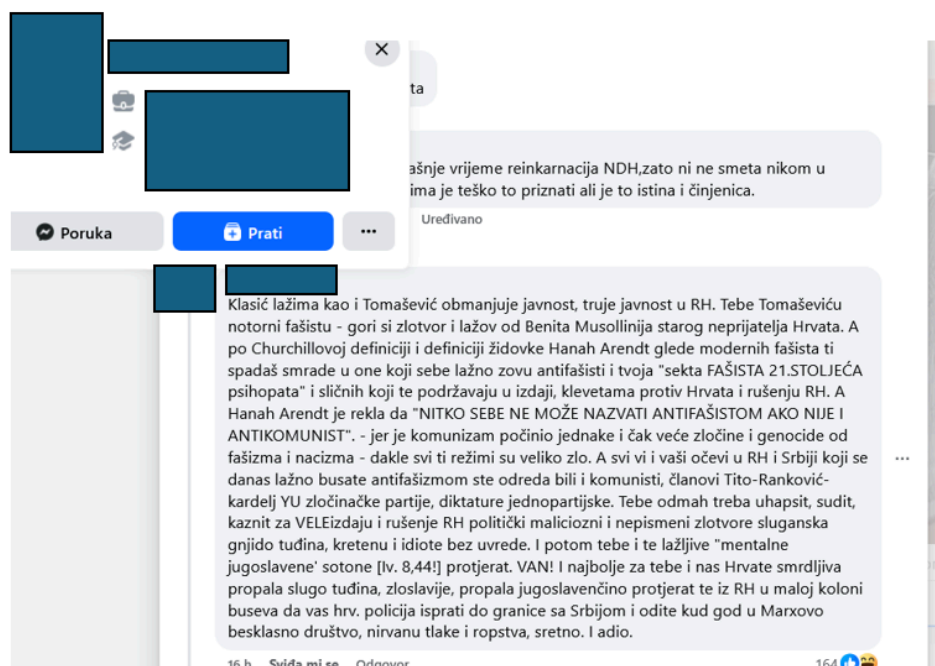 ta
ašnje vrijeme reinkarnacija NDH,zato ni ne smeta nikom u
ima je teško to priznati ali je to istina i činjenica.
Uređivano
Poruka
Prati
Klasić lažima kao i Tomašević obmanjuje javnost, truje javnost u RH. Tebe Tomaševiću
notorni fašistu - gori si zlotvor i lažov od Benita Musollinija starog neprijatelja Hrvata. A
po Churchillovoj definiciji i definiciji židovke Hanah Arendt glede modernih fašista ti
spadaš smrade u one koji sebe lažno zovu antifašisti i tvoja "sekta FAŠISTA 21.STOLJEĆA
psihopata" i sličnih koji te podržavaju u izdaji, klevetama protiv Hrvata i rušenju RH. A
Hanah Arendt je rekla da "NITKO SEBE NE MOŽE NAZVATI ANTIFAŠISTOM AKO NIJE I
ANTIKOMUNIST". - jer je komunizam počinio jednake i čak veće zločine i genocide od
fašizma i nacizma - dakle svi ti režimi su veliko zlo. A svi vi i vaši očevi u RH i Srbiji koji se
danas lažno busate antifašizmom ste odreda bili i komunisti, članovi Tito-Ranković-
kardelj YU zločinačke partije, diktature jednopartijske. Tebe odmah treba uhapsit, sudit,
kaznit za VELEizdaju i rušenje RH politički maliciozni i nepismeni zlotvore sluganska
gnjido tuđina, kretenu i idiote bez uvrede. I potom tebe i te lažljive "mentalne
jugoslavene' sotone [Iv. 8,44!] protjerat. VAN! I najbolje za tebe i nas Hrvate smrdljiva
propala slugo tuđina, zloslavije, propala jugoslavenčino protjerat te iz RH u maloj koloni
buseva da vas hrv. policija isprati do granice sa Srbijom i odite kud god u Marxovo
besklasno društvo, nirvanu tlake i ropstva, sretno. I adio.
16 h Sviđa mi se Odgovor 164